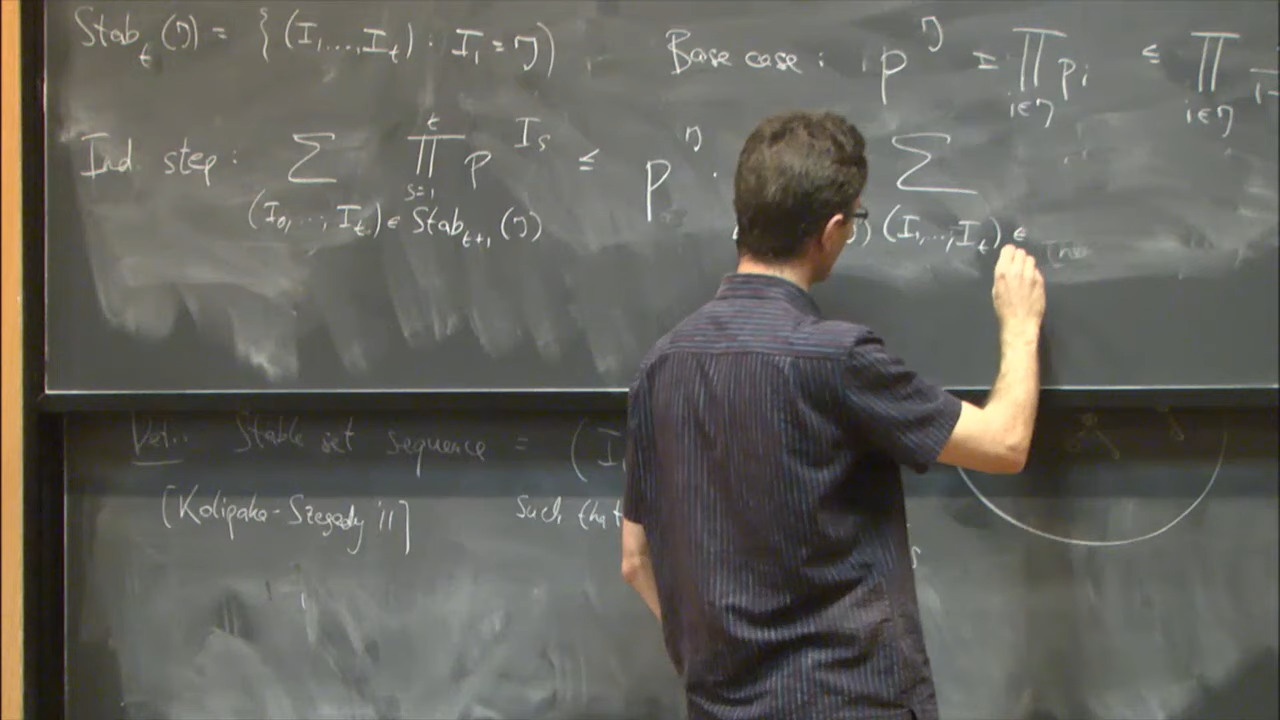 Stab_t(J) = { (I_1,...,I_t) : I_1 = J }
Base case: p^J = ∏_{i∈J} p_i ≤ ∏_{i∈J}
Ind. step: ∑_{(I_0,...,I_t) ∈ Stab_{t+1}(J)} ∏_{s=1}^{t} p^{I_s} ≤ p^J · ∑_{(I_1,...,I_t) ∈
Def.: Stable set sequence = (I
[Kolipaka-Szegedy '11] such that